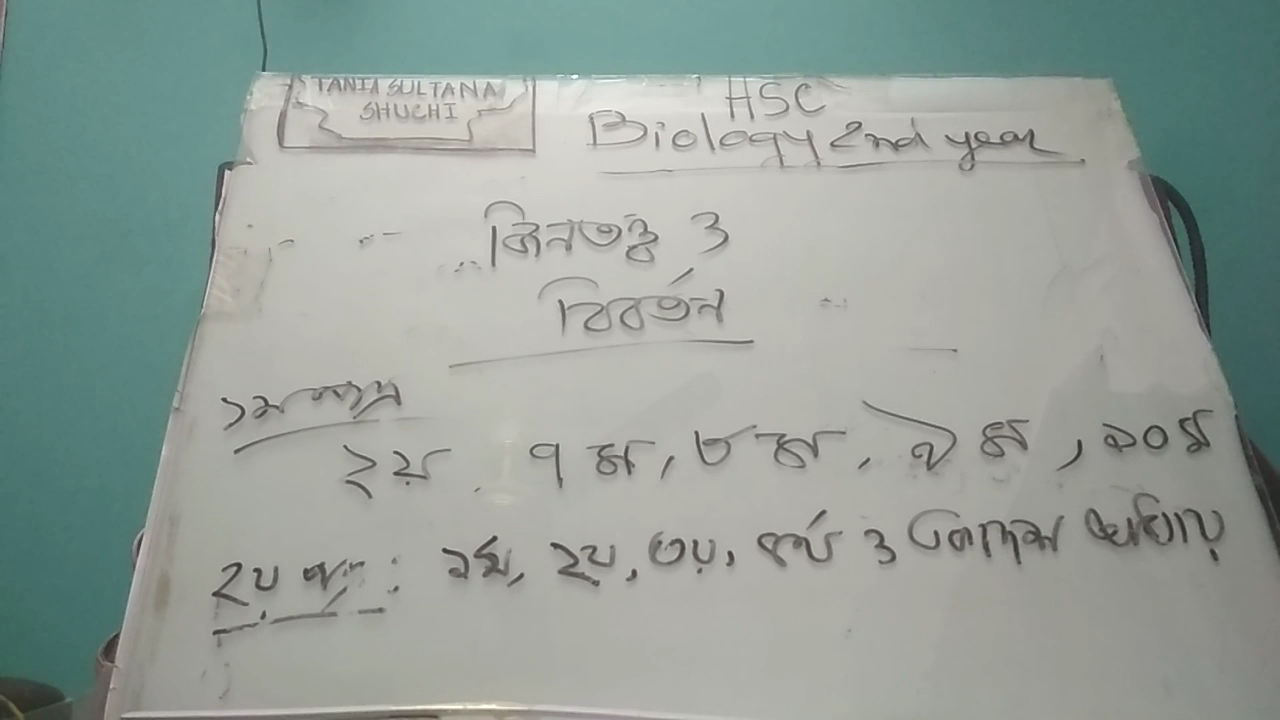 TANIA SULTANA
SHUCHI
HSC
Biology 2nd year
জিনতত্ত্ব ও
বিবর্তন
১ম পত্র
২য়, ৭ম, ৮ম, ৯ম, ১০ম
২য় পত্র: ১ম, ২য়, ৩য়, ৪র্থ ও অধ্যায়